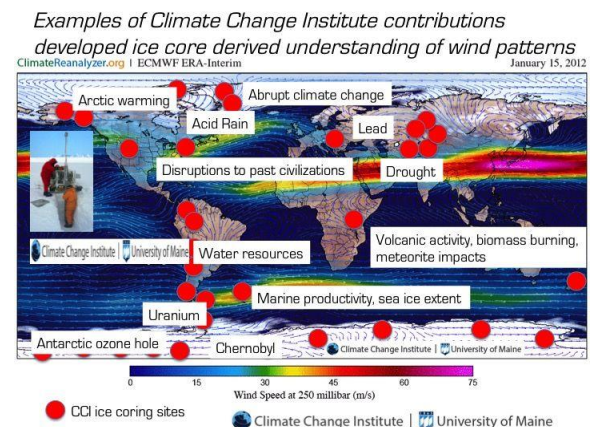 Examples of Climate Change Institute contributions
developed ice core derived understanding of wind patterns
ClimateReanalyzer.org | ECMWF ERA-Interim
January 15, 2012
Arctic warming
Abrupt climate change
Acid Rain
Lead
Disruptions to past civilizations
Drought
Climate Change Institute | University of Maine
Water resources
Volcanic activity, biomass burning,
meteorite impacts
Marine productivity, sea ice extent
Uranium
Antarctic ozone hole
Chernobyl
Climate Change Institute | University of Maine
0 15 30 45 60 75
Wind Speed at 250 millibar (m/s)
CCI ice coring sites
Climate Change Institute | University of Maine